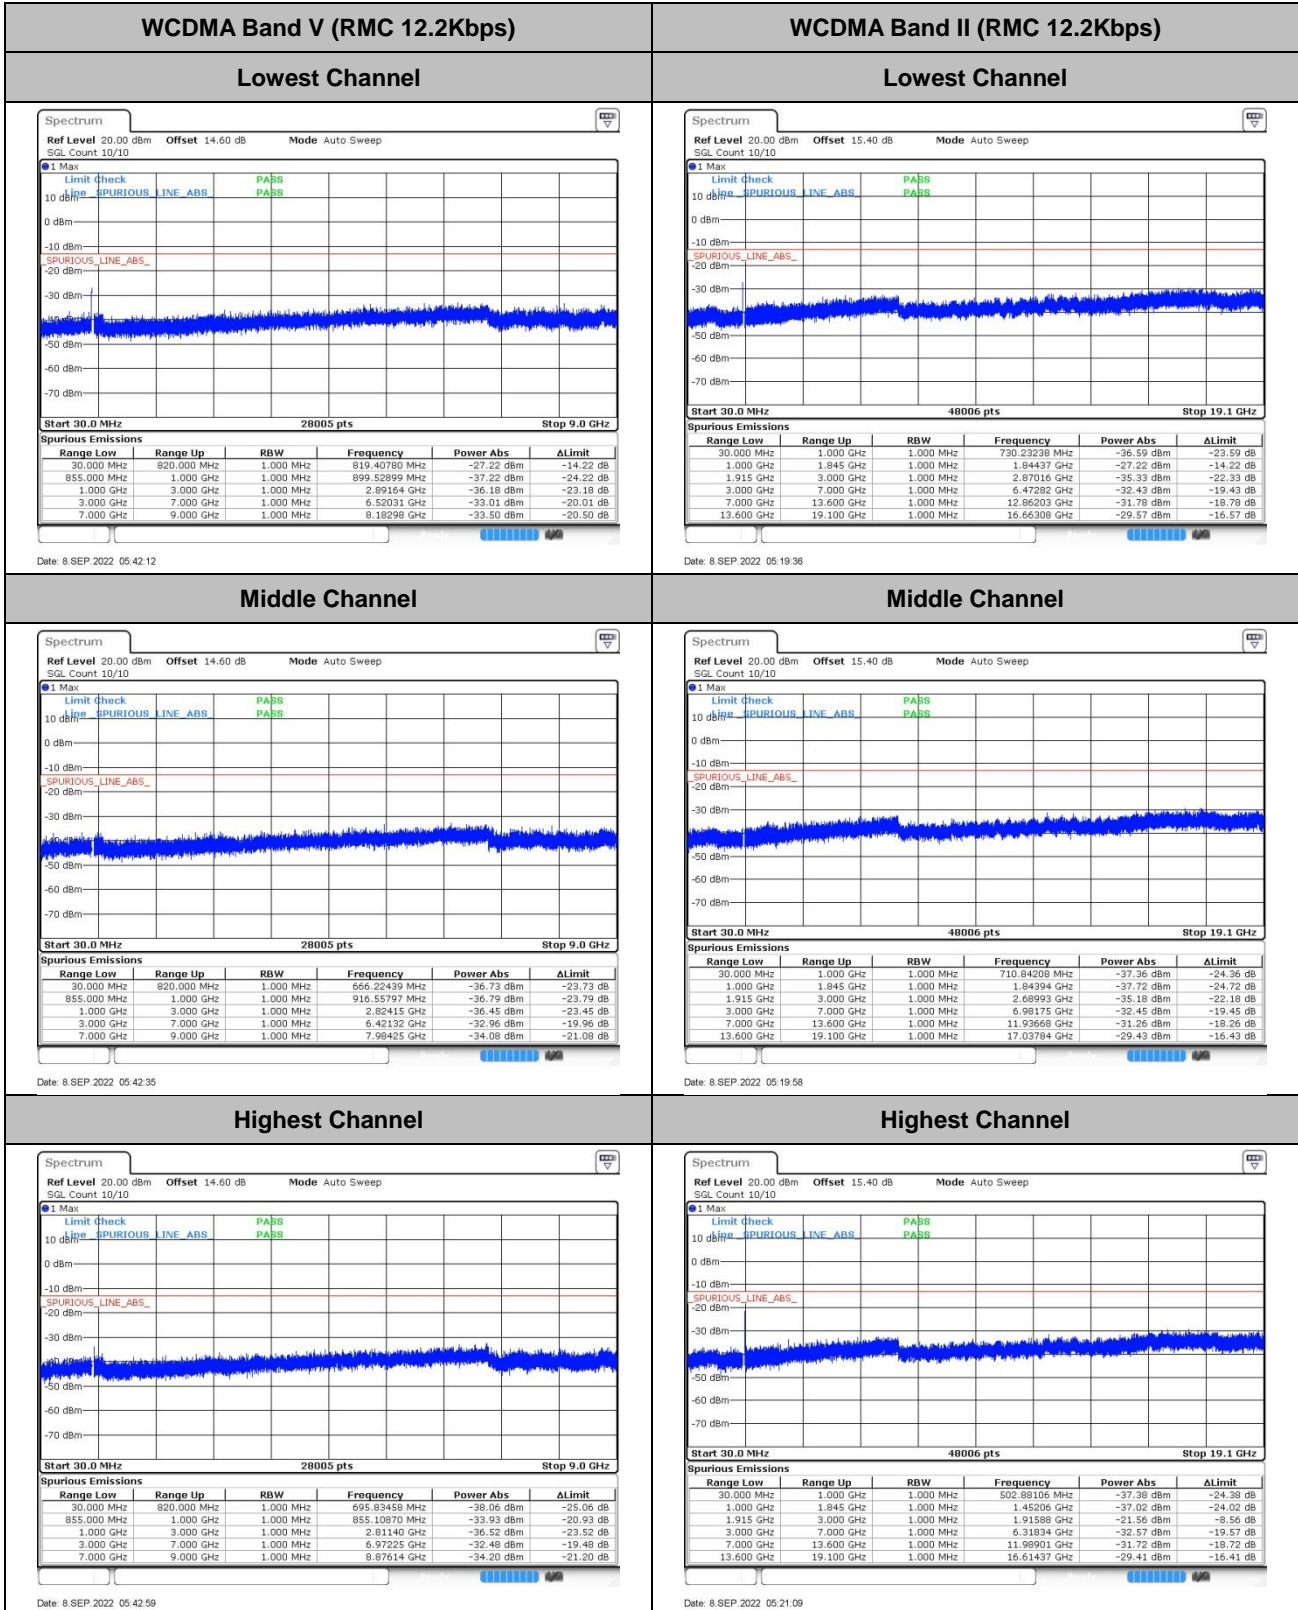 WCDMA Band V (RMC 12.2Kbps)
WCDMA Band II (RMC 12.2Kbps)
Lowest Channel
Lowest Channel
Spectrum
Ref Level 20.00 dBm Offset 14.60 dB Mode Auto Sweep
SGL Count 10/10
1 Max
Limit Check PASS
Line _SPURIOUS_LINE_ABS_ PASS
10 dBm
0 dBm
-10 dBm
_SPURIOUS_LINE_ABS_
-20 dBm
-30 dBm
-50 dBm
-60 dBm
-70 dBm
Start 30.0 MHz 28005 pts Stop 9.0 GHz
Spurious Emissions
Range Low Range Up RBW Frequency Power Abs ΔLimit
30.000 MHz 820.000 MHz 1.000 MHz 819.40780 MHz -27.22 dBm -14.22 dB
855.000 MHz 1.000 GHz 1.000 MHz 899.52899 MHz -37.22 dBm -24.22 dB
1.000 GHz 3.000 GHz 1.000 MHz 2.89164 GHz -36.18 dBm -23.18 dB
3.000 GHz 7.000 GHz 1.000 MHz 6.52031 GHz -33.01 dBm -20.01 dB
7.000 GHz 9.000 GHz 1.000 MHz 8.18298 GHz -33.50 dBm -20.50 dB
Date: 8.SEP.2022 05:42:12
Spectrum
Ref Level 20.00 dBm Offset 15.40 dB Mode Auto Sweep
SGL Count 10/10
1 Max
Limit Check PASS
Line _SPURIOUS_LINE_ABS_ PASS
10 dBm
0 dBm
-10 dBm
_SPURIOUS_LINE_ABS_
-20 dBm
-30 dBm
-50 dBm
-60 dBm
-70 dBm
Start 30.0 MHz 48006 pts Stop 19.1 GHz
Spurious Emissions
Range Low Range Up RBW Frequency Power Abs ΔLimit
30.000 MHz 1.000 GHz 1.000 MHz 730.23238 MHz -36.59 dBm -23.59 dB
1.000 GHz 1.845 GHz 1.000 MHz 1.84437 GHz -27.22 dBm -14.22 dB
1.915 GHz 3.000 GHz 1.000 MHz 2.87016 GHz -35.33 dBm -22.33 dB
3.000 GHz 7.000 GHz 1.000 MHz 6.47282 GHz -32.43 dBm -19.43 dB
7.000 GHz 13.600 GHz 1.000 MHz 12.86203 GHz -31.78 dBm -18.78 dB
13.600 GHz 19.100 GHz 1.000 MHz 16.66308 GHz -29.57 dBm -16.57 dB
Date: 8.SEP.2022 05:19:36
Middle Channel
Middle Channel
Spectrum
Ref Level 20.00 dBm Offset 14.60 dB Mode Auto Sweep
SGL Count 10/10
1 Max
Limit Check PASS
Line _SPURIOUS_LINE_ABS_ PASS
10 dBm
0 dBm
-10 dBm
_SPURIOUS_LINE_ABS_
-20 dBm
-30 dBm
-50 dBm
-60 dBm
-70 dBm
Start 30.0 MHz 28005 pts Stop 9.0 GHz
Spurious Emissions
Range Low Range Up RBW Frequency Power Abs ΔLimit
30.000 MHz 820.000 MHz 1.000 MHz 666.22439 MHz -36.73 dBm -23.73 dB
855.000 MHz 1.000 GHz 1.000 MHz 916.55797 MHz -36.79 dBm -23.79 dB
1.000 GHz 3.000 GHz 1.000 MHz 2.82415 GHz -36.45 dBm -23.45 dB
3.000 GHz 7.000 GHz 1.000 MHz 6.42132 GHz -32.96 dBm -19.96 dB
7.000 GHz 9.000 GHz 1.000 MHz 7.98425 GHz -34.08 dBm -21.08 dB
Date: 8.SEP.2022 05:42:35
Spectrum
Ref Level 20.00 dBm Offset 15.40 dB Mode Auto Sweep
SGL Count 10/10
1 Max
Limit Check PASS
Line _SPURIOUS_LINE_ABS_ PASS
10 dBm
0 dBm
-10 dBm
_SPURIOUS_LINE_ABS_
-20 dBm
-30 dBm
-50 dBm
-60 dBm
-70 dBm
Start 30.0 MHz 48006 pts Stop 19.1 GHz
Spurious Emissions
Range Low Range Up RBW Frequency Power Abs ΔLimit
30.000 MHz 1.000 GHz 1.000 MHz 710.84208 MHz -37.36 dBm -24.36 dB
1.000 GHz 1.845 GHz 1.000 MHz 1.84394 GHz -37.72 dBm -24.72 dB
1.915 GHz 3.000 GHz 1.000 MHz 2.68993 GHz -35.18 dBm -22.18 dB
3.000 GHz 7.000 GHz 1.000 MHz 6.98175 GHz -32.45 dBm -19.45 dB
7.000 GHz 13.600 GHz 1.000 MHz 11.93668 GHz -31.26 dBm -18.26 dB
13.600 GHz 19.100 GHz 1.000 MHz 17.03784 GHz -29.43 dBm -16.43 dB
Date: 8.SEP.2022 05:19:58
Highest Channel
Highest Channel
Spectrum
Ref Level 20.00 dBm Offset 14.60 dB Mode Auto Sweep
SGL Count 10/10
1 Max
Limit Check PASS
Line _SPURIOUS_LINE_ABS_ PASS
10 dBm
0 dBm
-10 dBm
_SPURIOUS_LINE_ABS_
-20 dBm
-30 dBm
-50 dBm
-60 dBm
-70 dBm
Start 30.0 MHz 28005 pts Stop 9.0 GHz
Spurious Emissions
Range Low Range Up RBW Frequency Power Abs ΔLimit
30.000 MHz 820.000 MHz 1.000 MHz 695.83458 MHz -38.06 dBm -25.06 dB
855.000 MHz 1.000 GHz 1.000 MHz 855.10870 MHz -33.93 dBm -20.93 dB
1.000 GHz 3.000 GHz 1.000 MHz 2.81140 GHz -36.52 dBm -23.52 dB
3.000 GHz 7.000 GHz 1.000 MHz 6.97225 GHz -32.48 dBm -19.48 dB
7.000 GHz 9.000 GHz 1.000 MHz 8.87614 GHz -34.20 dBm -21.20 dB
Date: 8.SEP.2022 05:42:59
Spectrum
Ref Level 20.00 dBm Offset 15.40 dB Mode Auto Sweep
SGL Count 10/10
1 Max
Limit Check PASS
Line _SPURIOUS_LINE_ABS_ PASS
10 dBm
0 dBm
-10 dBm
_SPURIOUS_LINE_ABS_
-20 dBm
-30 dBm
-50 dBm
-60 dBm
-70 dBm
Start 30.0 MHz 48006 pts Stop 19.1 GHz
Spurious Emissions
Range Low Range Up RBW Frequency Power Abs ΔLimit
30.000 MHz 1.000 GHz 1.000 MHz 502.88106 MHz -37.38 dBm -24.38 dB
1.000 GHz 1.845 GHz 1.000 MHz 1.45206 GHz -37.02 dBm -24.02 dB
1.915 GHz 3.000 GHz 1.000 MHz 1.91588 GHz -21.56 dBm -8.56 dB
3.000 GHz 7.000 GHz 1.000 MHz 6.31834 GHz -32.57 dBm -19.57 dB
7.000 GHz 13.600 GHz 1.000 MHz 11.98901 GHz -31.72 dBm -18.72 dB
13.600 GHz 19.100 GHz 1.000 MHz 16.61437 GHz -29.41 dBm -16.41 dB
Date: 8.SEP.2022 05:21:09